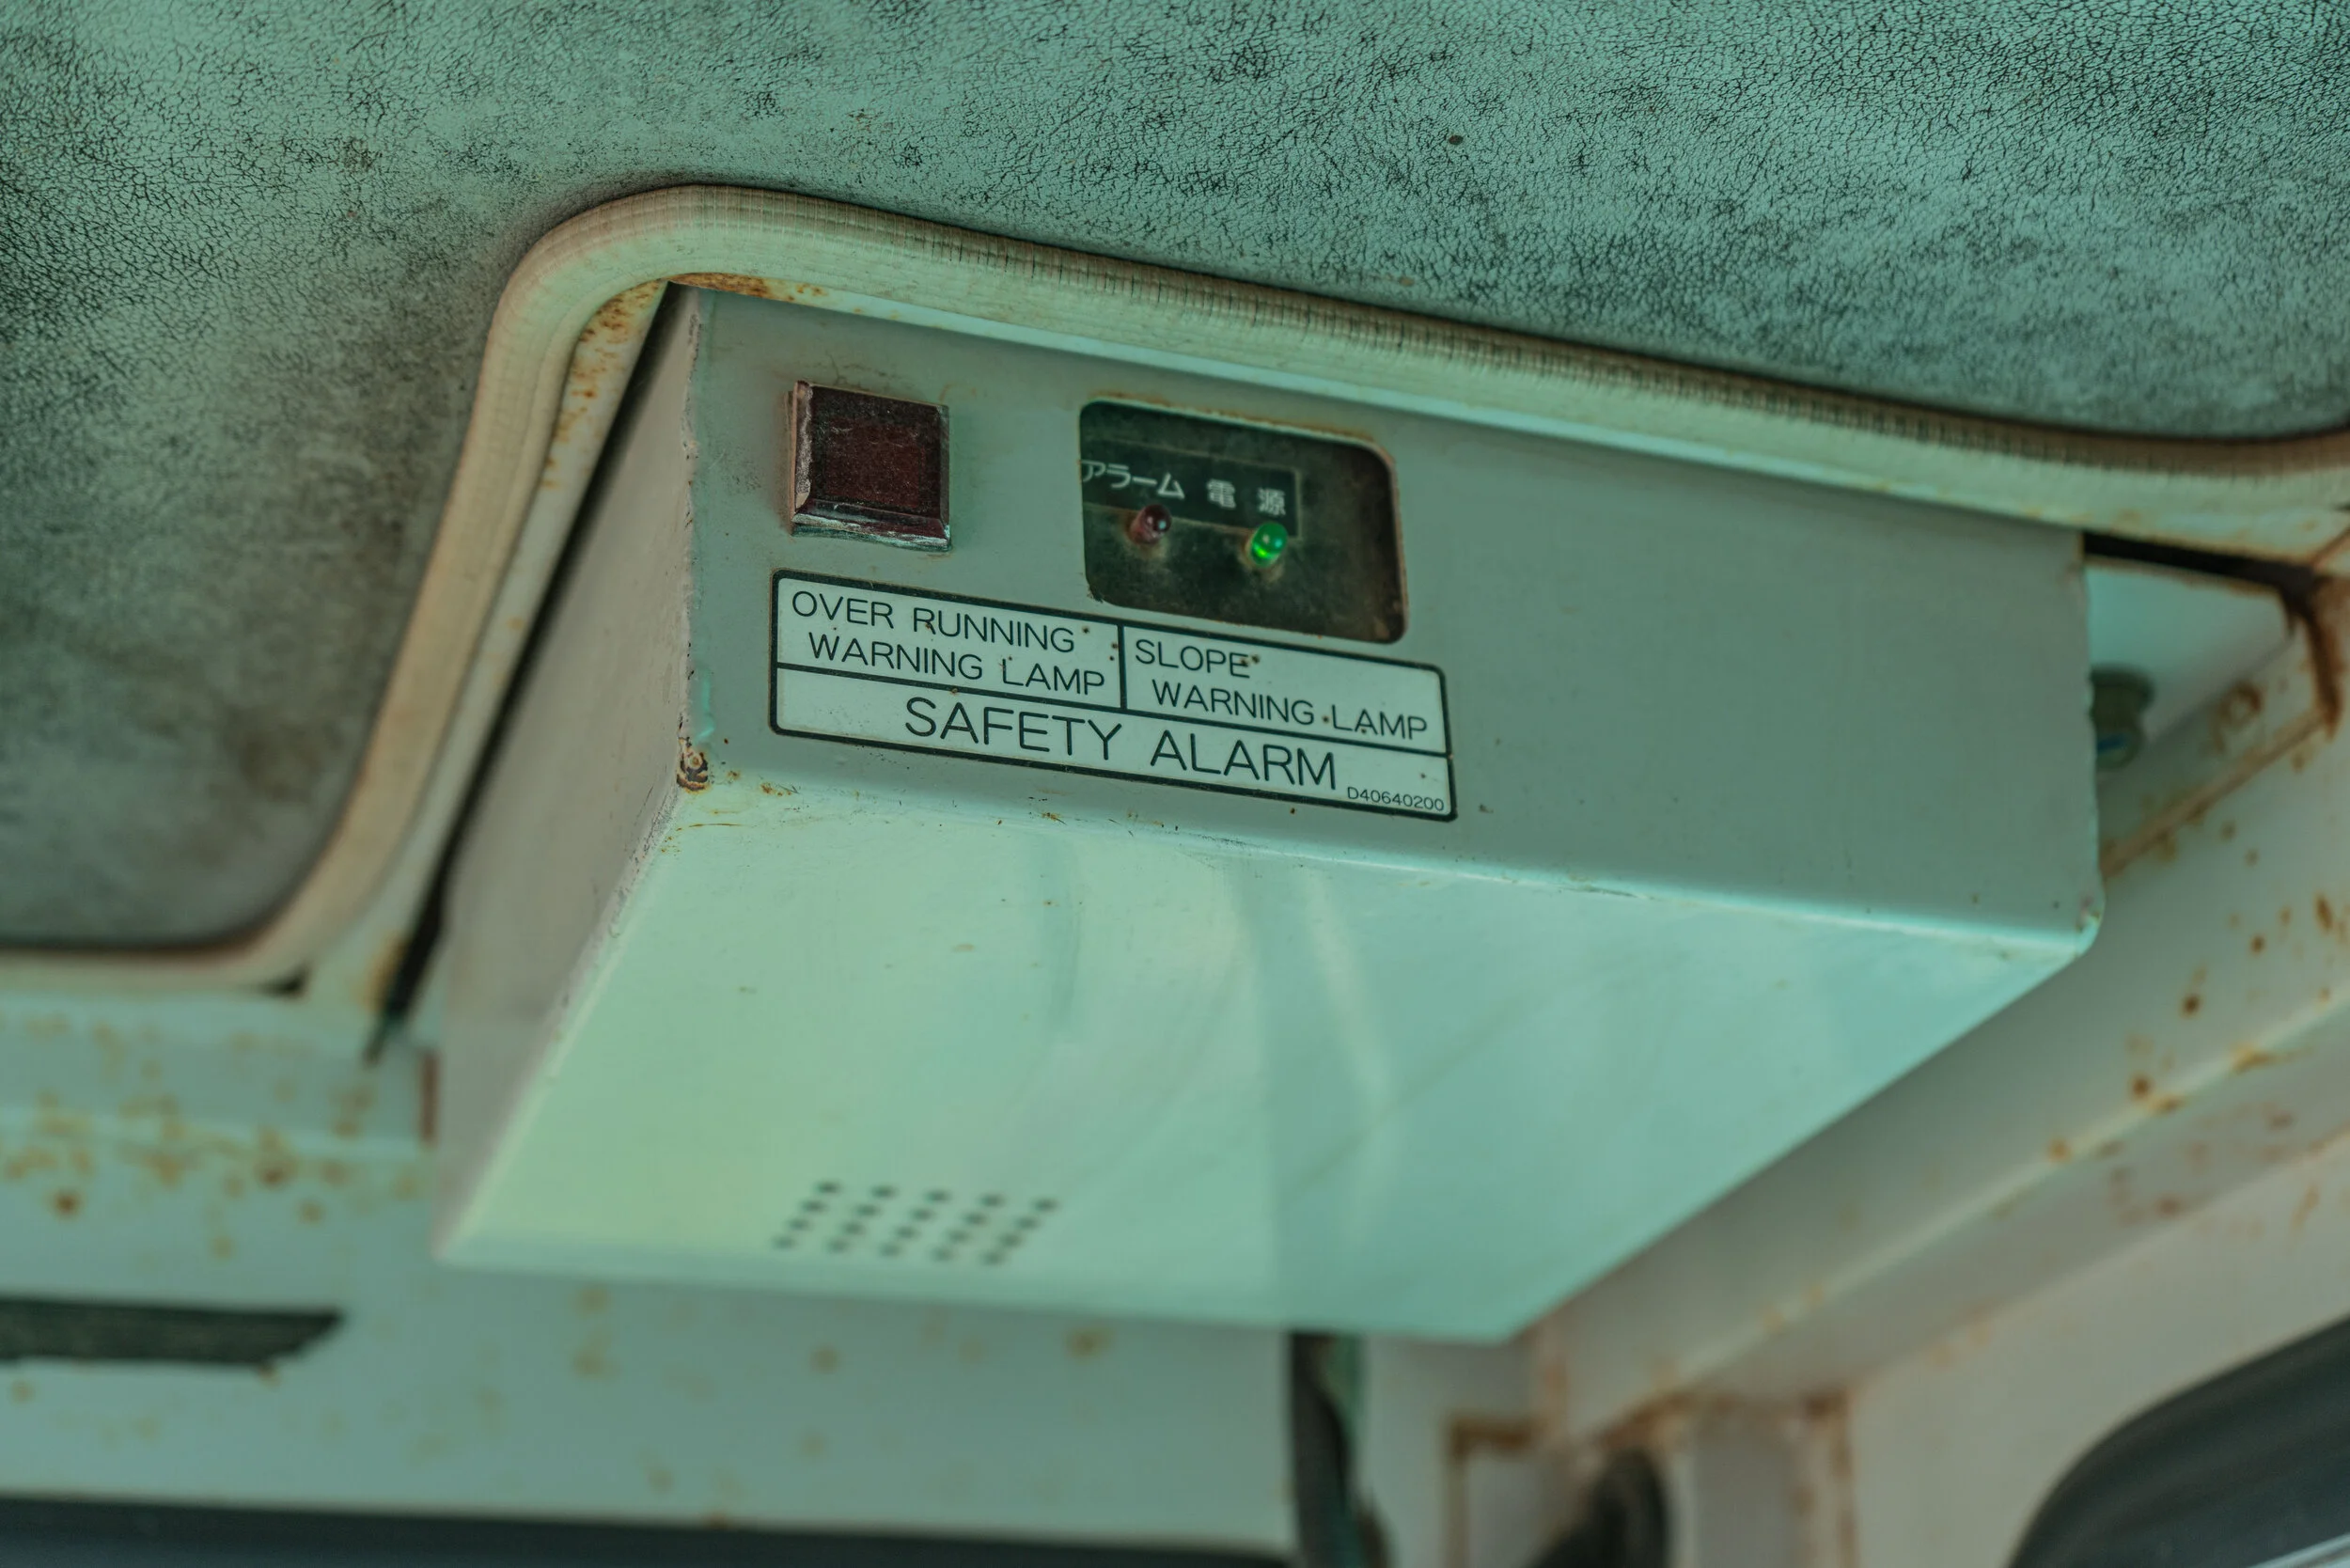 アラーム 電 源
OVER RUNNING
WARNING LAMP
SLOPE
WARNING LAMP
SAFETY ALARM
D40640200